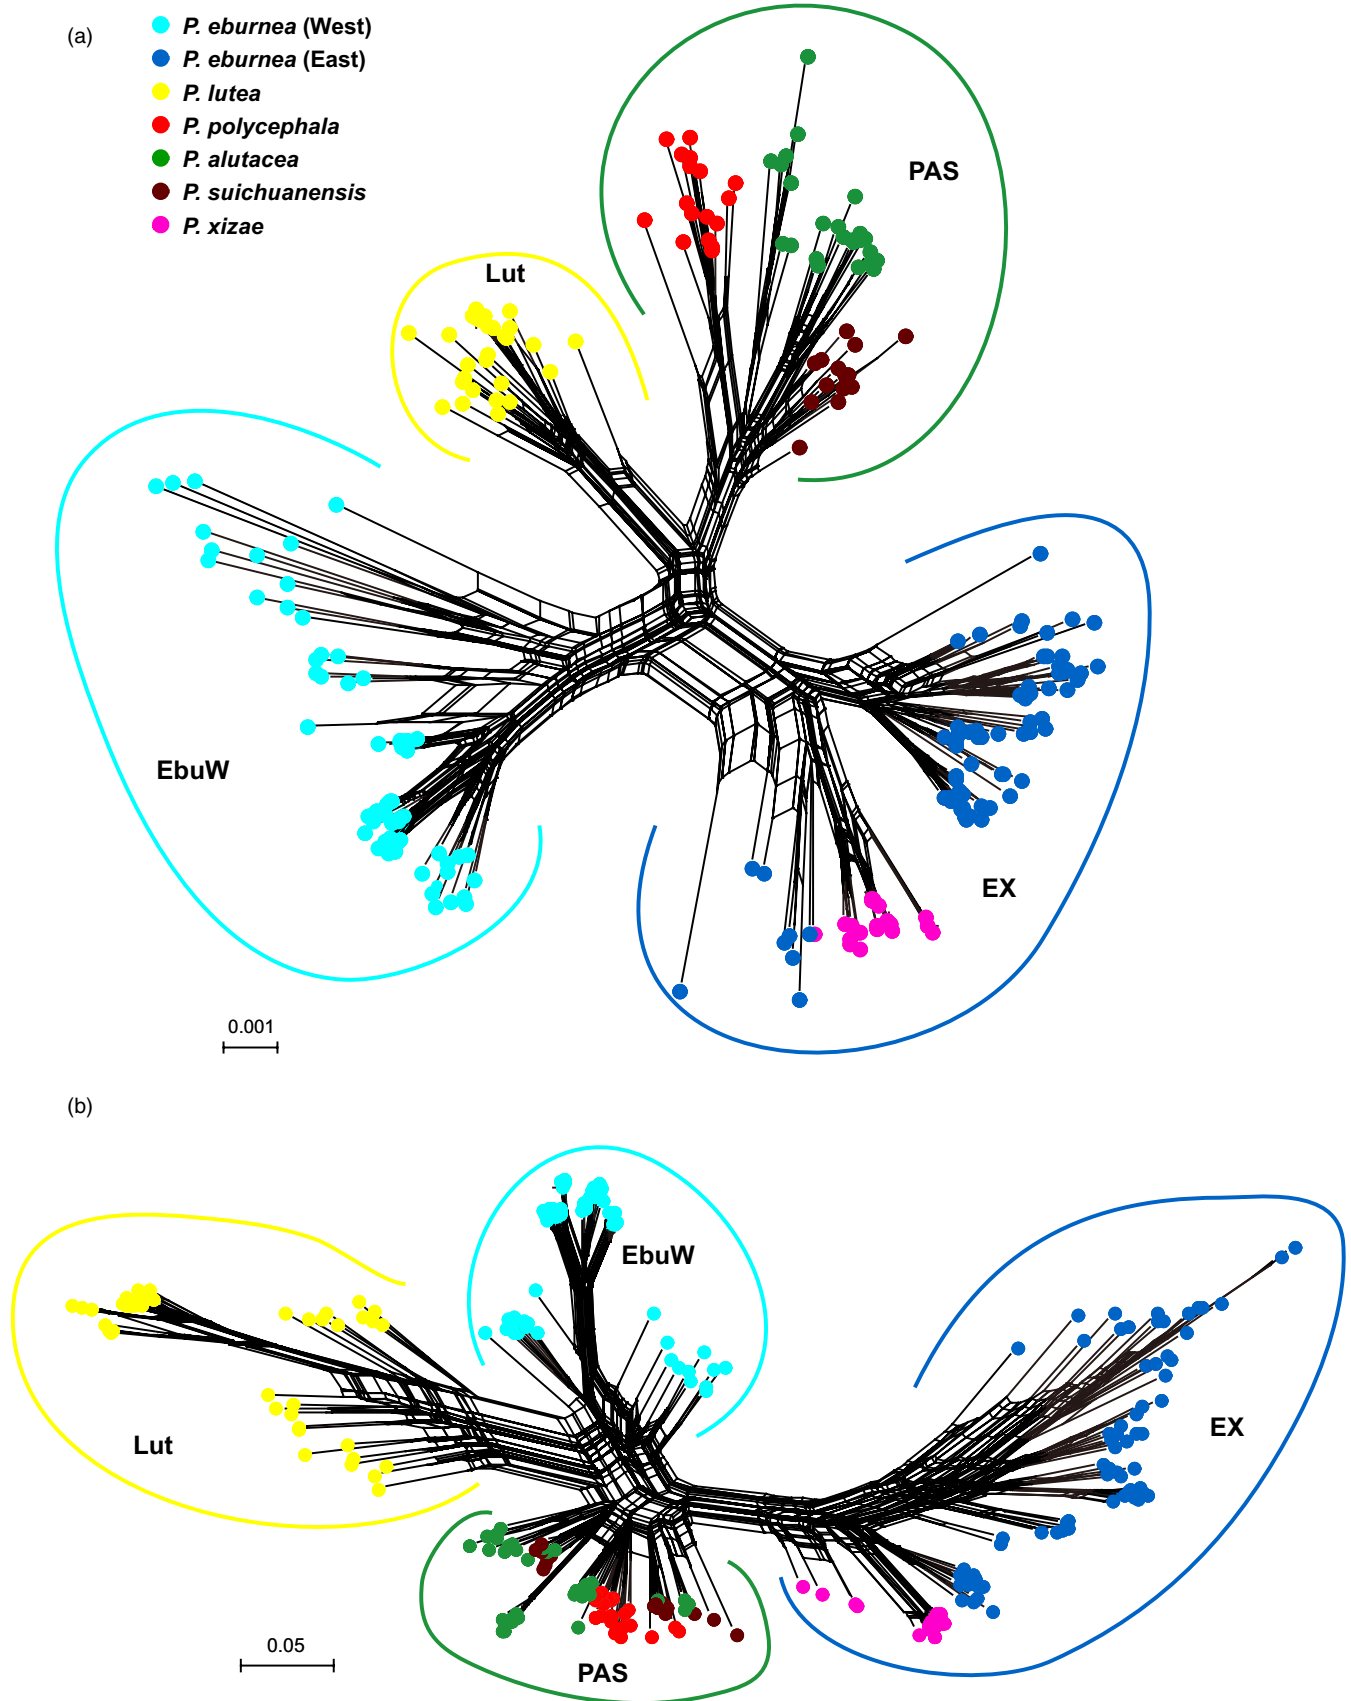 (a)
P. eburnea (West)
P. eburnea (East)
P. lutea
P. polycephala
P. alutacea
P. suichuanensis
P. xizae
PAS
Lut
EbuW
EX
0.001
(b)
EbuW
Lut
EX
0.05
PAS